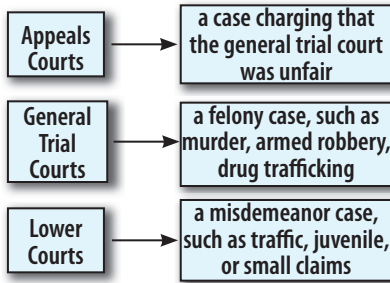 Appeals
Courts
a case charging that
the general trial court
was unfair
General
Trial
Courts
a felony case, such as
murder, armed robbery,
drug trafficking
Lower
Courts
a misdemeanor case,
such as traffic, juvenile,
or small claims